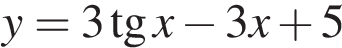 y = 3 tg x − 3x + 5